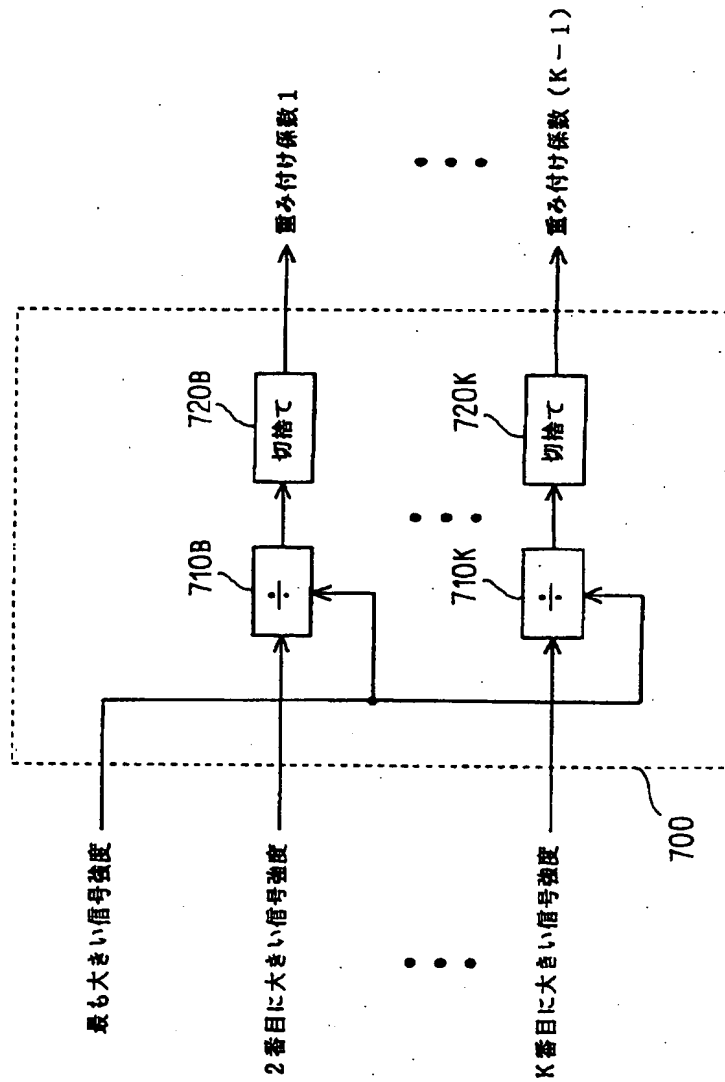 最も大きい信号強度
2番目に大きい信号強度
K番目に大きい信号強度
700
710B
÷
720B
切捨て
重み付け係数1
710K
÷
720K
切捨て
重み付け係数(K-1)